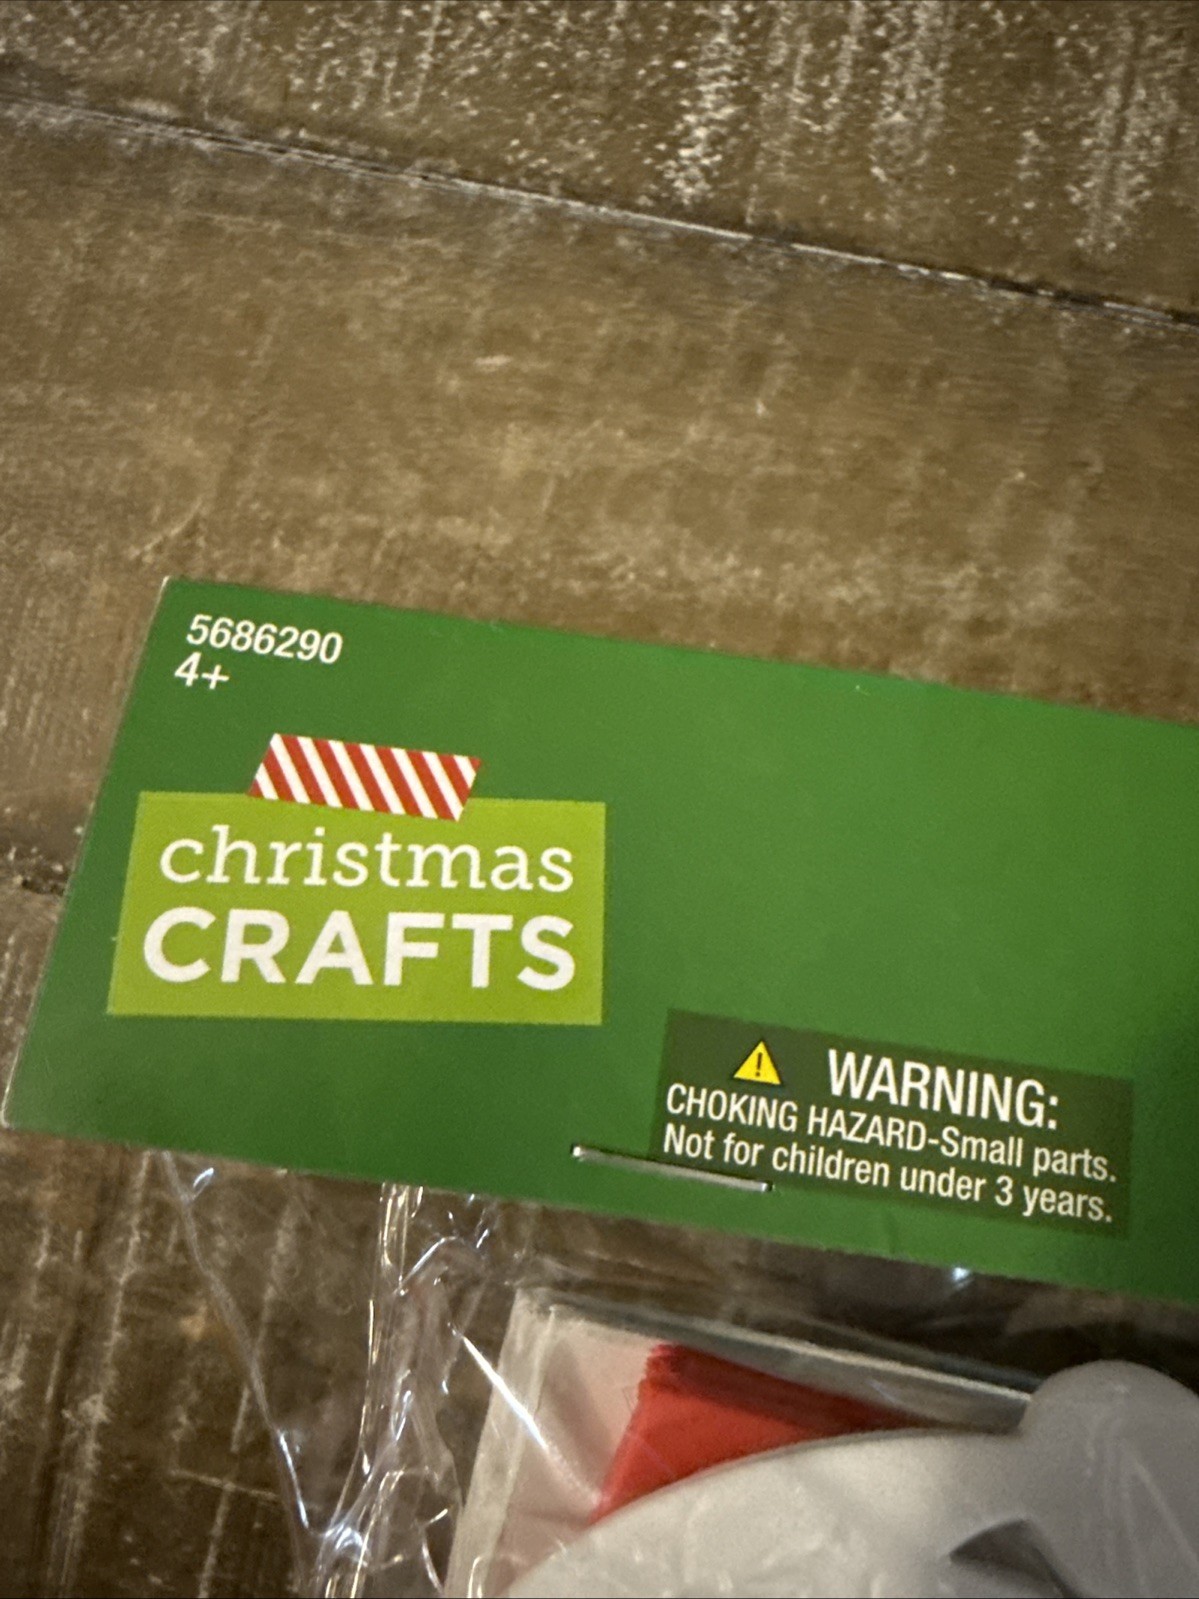 5686290
4+
christmas
CRAFTS
WARNING:
CHOKING HAZARD-Small parts.
Not for children under 3 years.